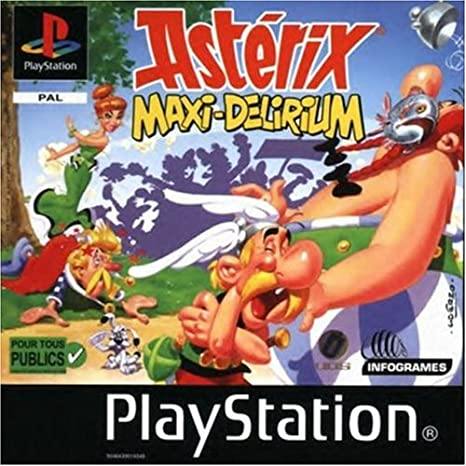 PlayStation
PAL
Astérix
MAXI-DELIRIUM
POUR TOUS
PUBLICS
INFOGRAMES
PlayStation®